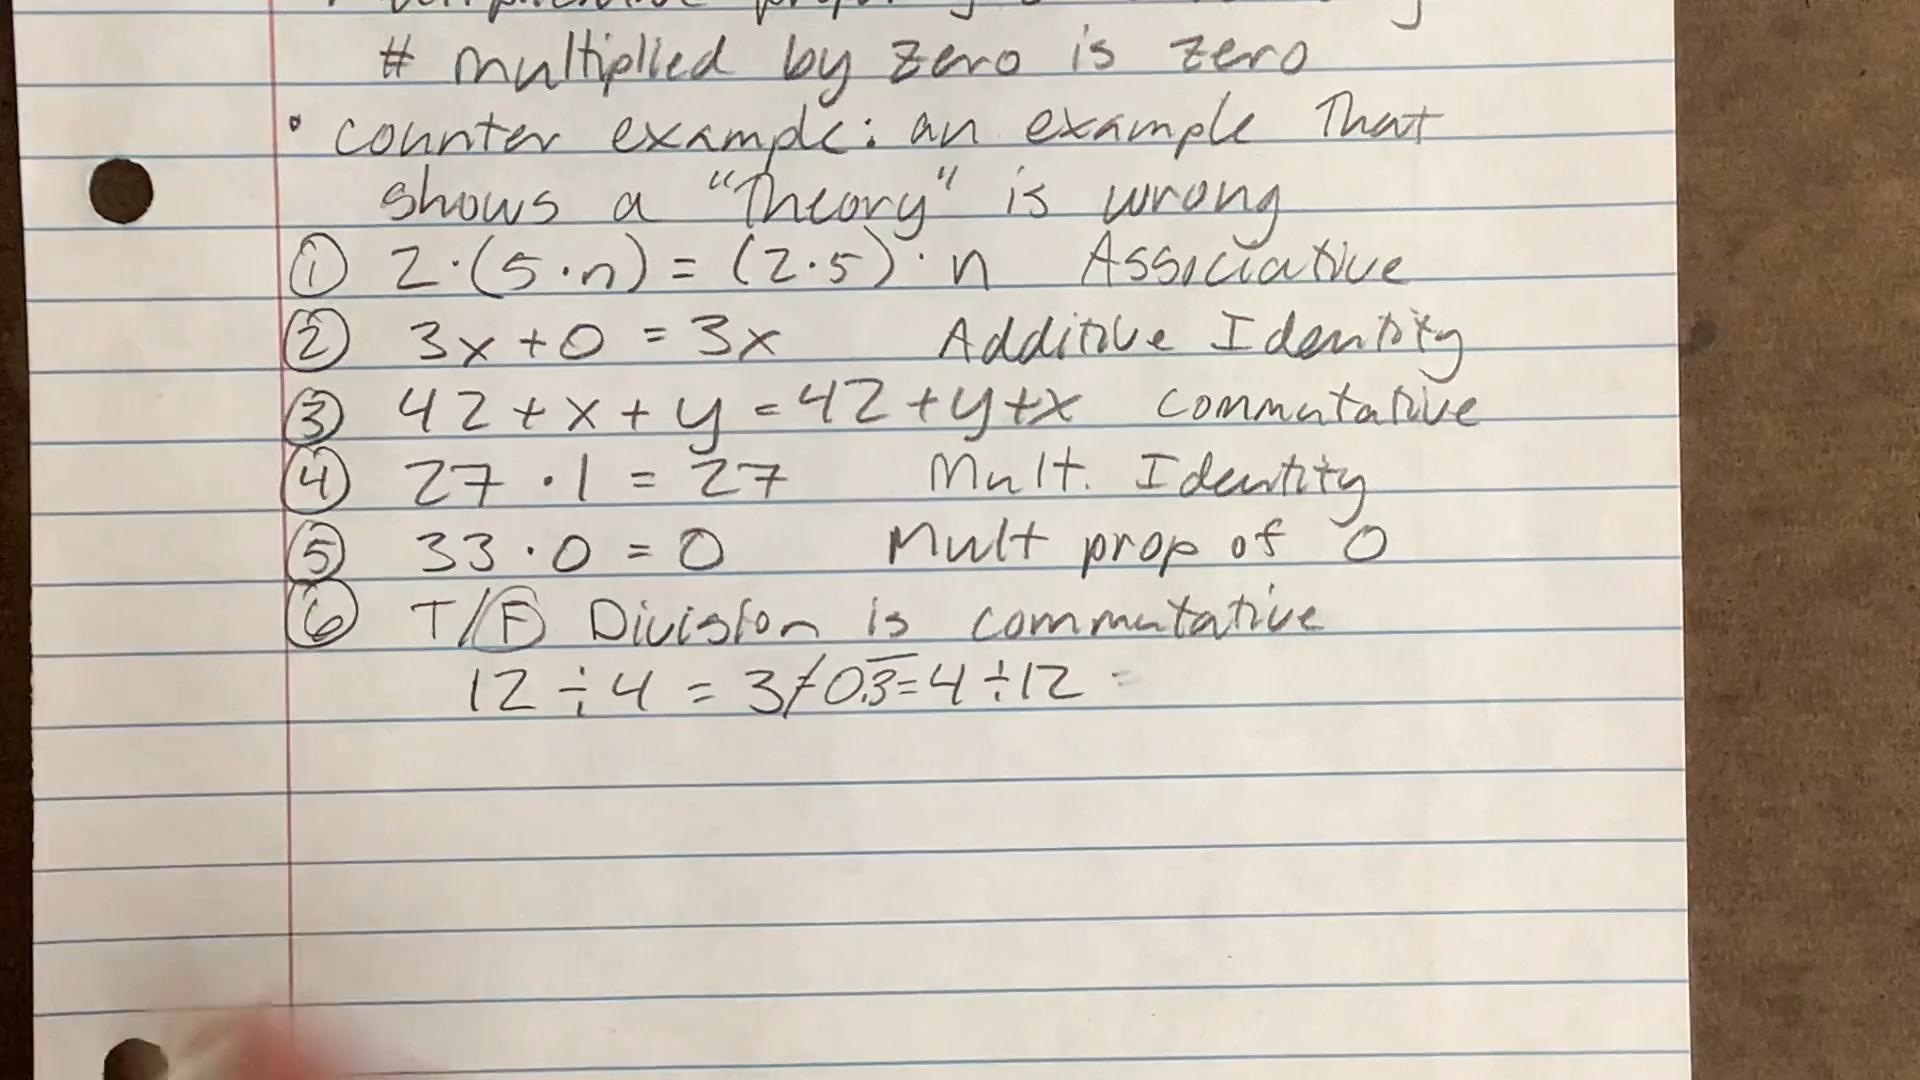 # multiplied by zero is zero
• counter example: an example that
shows a "theory" is wrong
① 2·(5·n) = (2·5)·n Associative
② 3x+0 = 3x Additive Identity
③ 42+x+y = 42+y+x commutative
④ 27 · 1 = 27 Mult. Identity
⑤ 33 · 0 = 0 Mult prop of 0
⑥ T/Ⓕ Division is commutative
12 ÷ 4 = 3 ≠ 0.3̅ = 4 ÷ 12 =